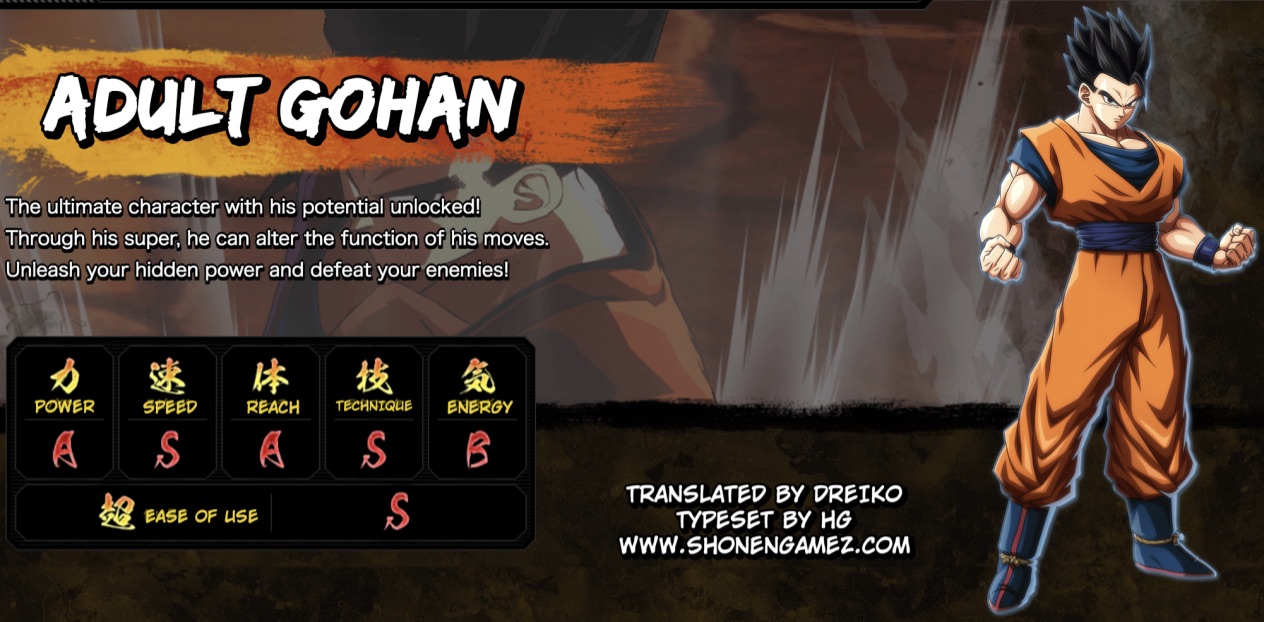 ADULT GOHAN
The ultimate character with his potential unlocked!
Through his super, he can alter the function of his moves.
Unleash your hidden power and defeat your enemies!
力 速 体 技 気
POWER SPEED REACH TECHNIQUE ENERGY
A S A S B
超 EASE OF USE S
TRANSLATED BY DREIKO
TYPESET BY HG
WWW.SHONENGAMEZ.COM